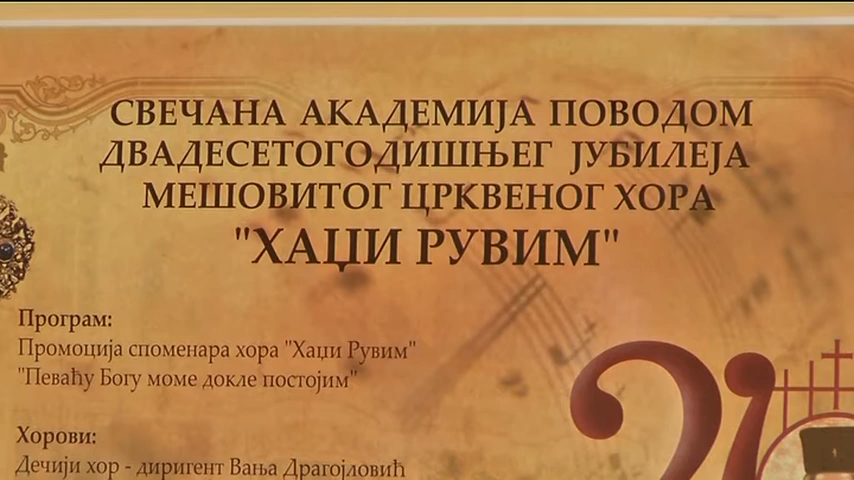 СВЕЧАНА АКАДЕМИЈА ПОВОДОМ
ДВАДЕСЕТОГОДИШЊЕГ ЈУБИЛЕЈА
МЕШОВИТОГ ЦРКВЕНОГ ХОРА
"ХАЏИ РУВИМ"
Програм:
Промоција споменара хора "Хаџи Рувим"
"Певаћу Богу моме докле постојим"
Хорови:
Дечији хор - диригент Вања Драгојловић